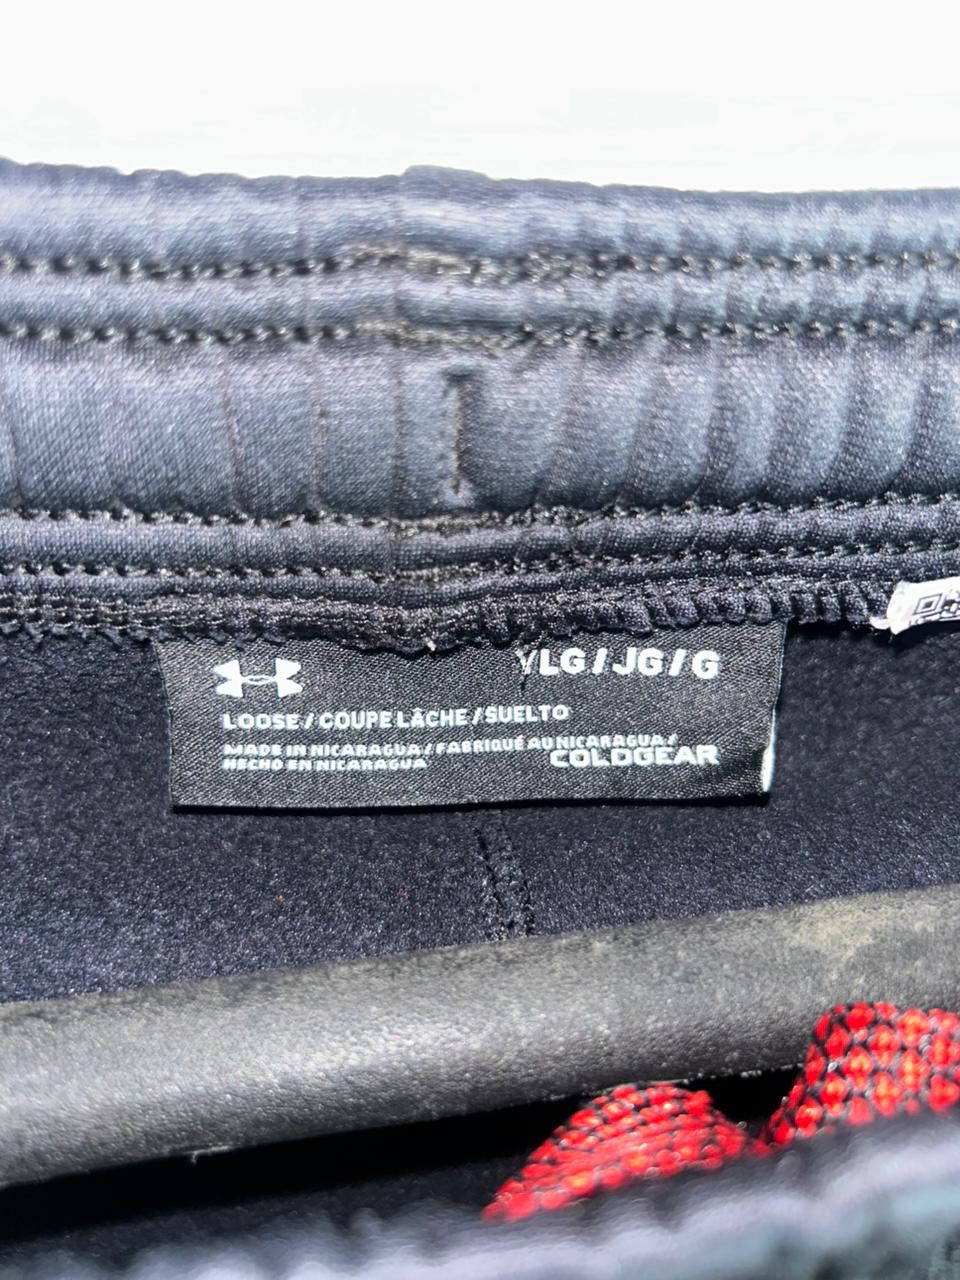 YLG / JG / G
LOOSE / COUPE LÂCHE / SUELTO
MADE IN NICARAGUA / FABRIQUÉ AU NICARAGUA /
HECHO EN NICARAGUA
COLDGEAR